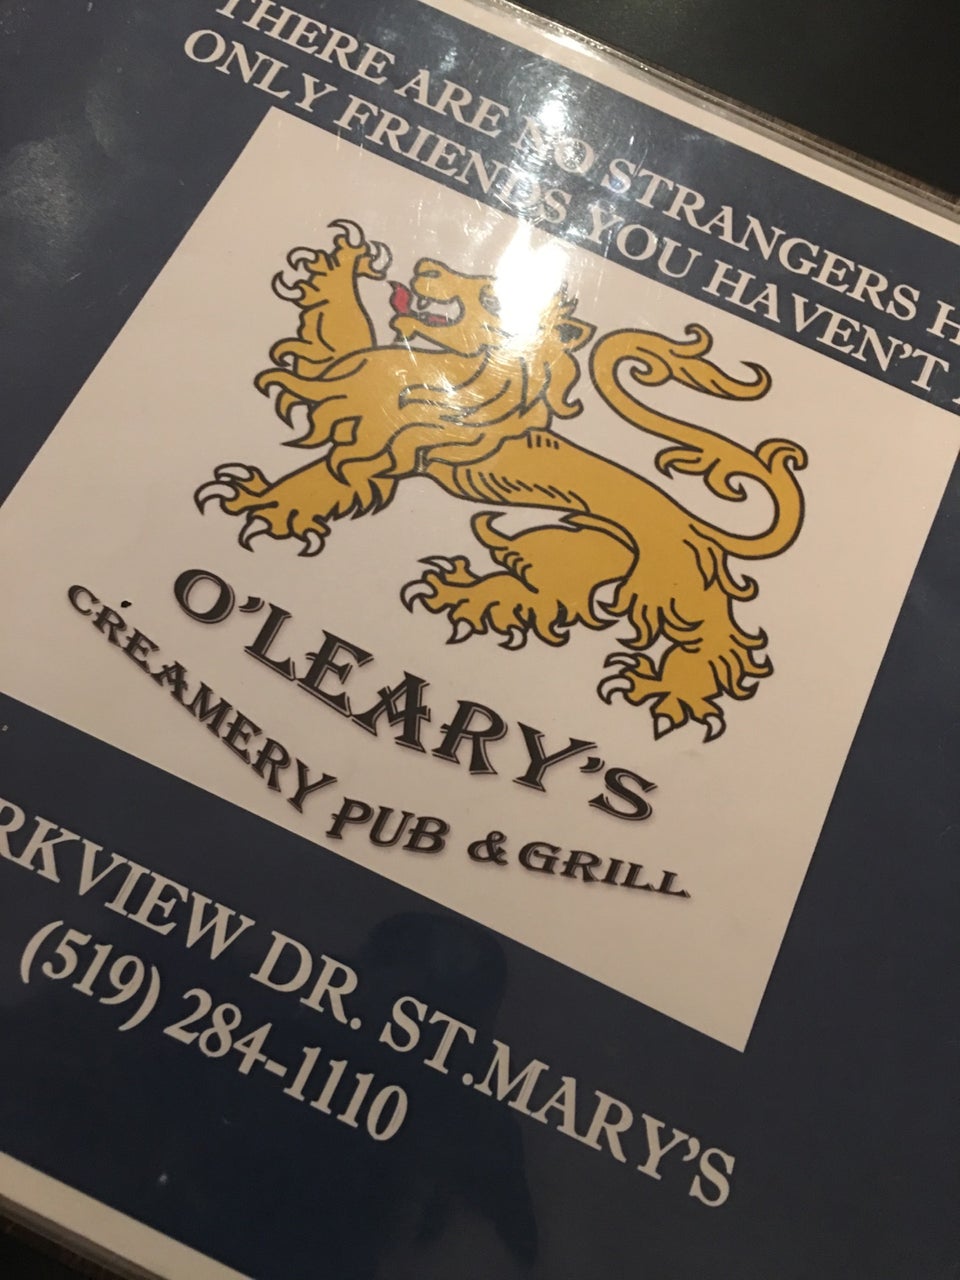 THERE ARE NO STRANGERS
ONLY FRIENDS YOU HAVEN'T
O'LEARY'S
CREAMERY PUB & GRILL
RKVIEW DR. ST.MARY'S
(519) 284-1110